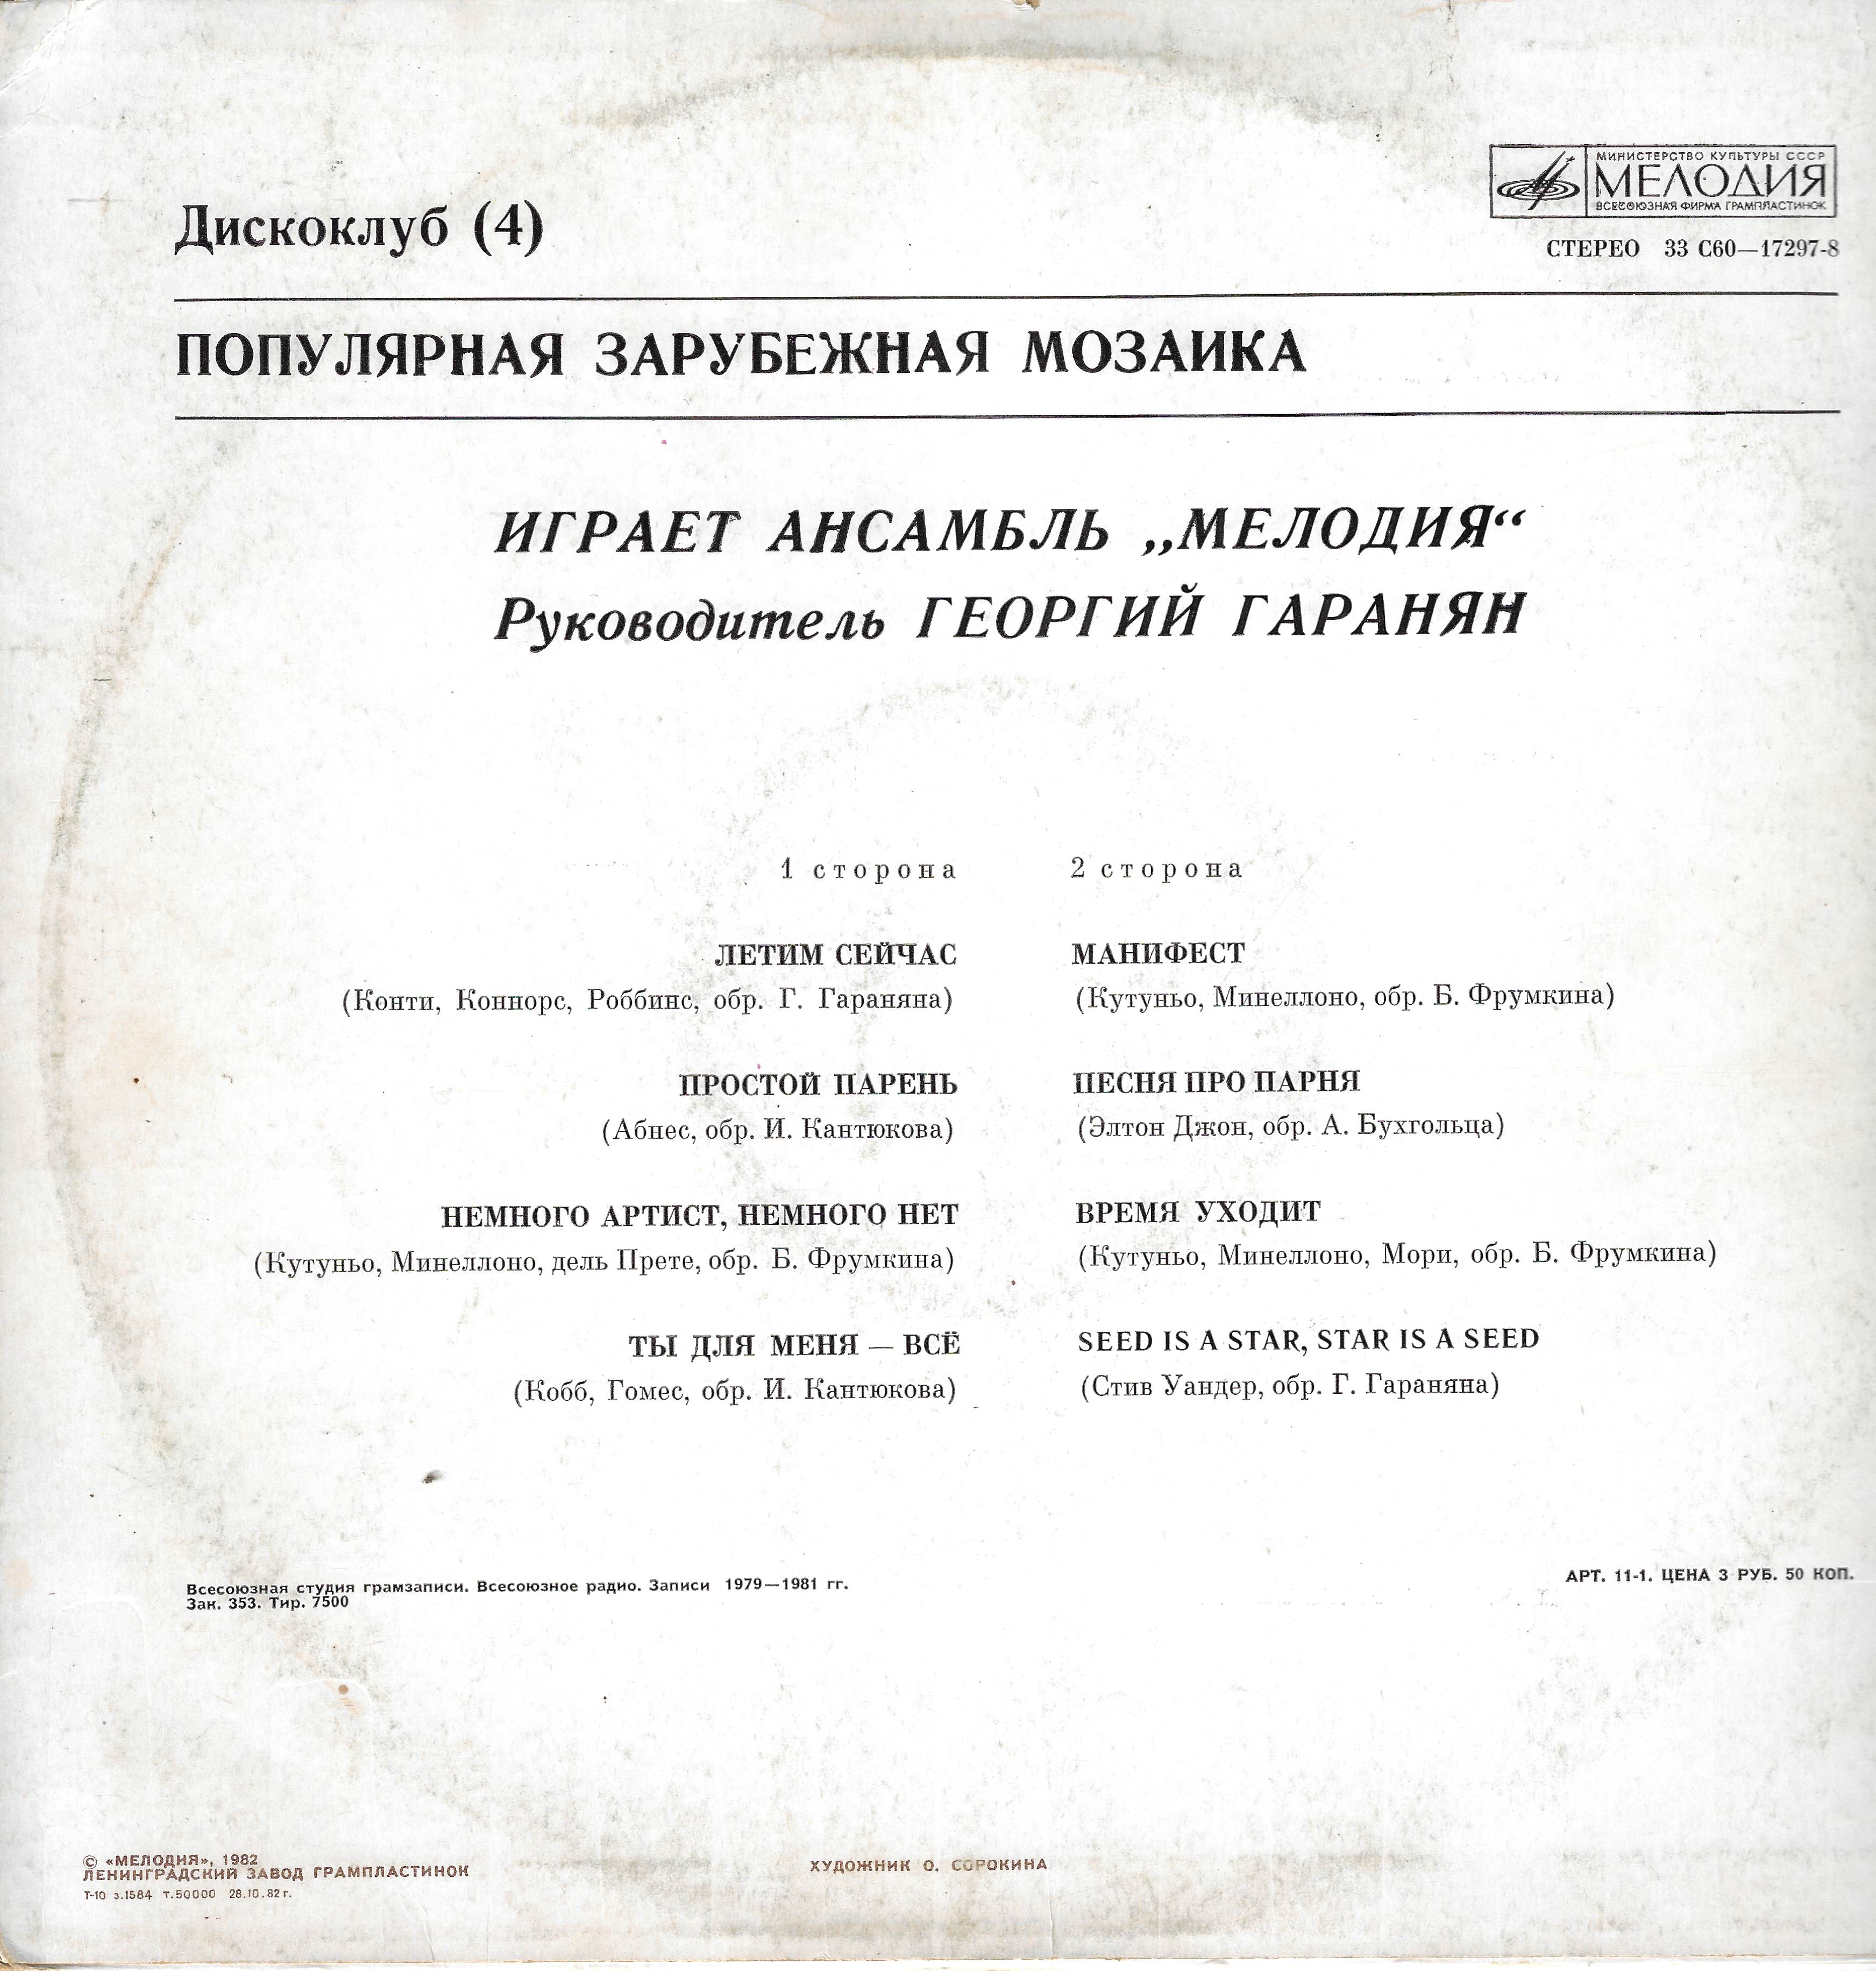 Дискоклуб (4)
МИНИСТЕРСТВО КУЛЬТУРЫ СССР
МЕЛОДИЯ
ВСЕСОЮЗНАЯ ФИРМА ГРАМПЛАСТИНОК
СТЕРЕО 33 С60—17297-8
ПОПУЛЯРНАЯ ЗАРУБЕЖНАЯ МОЗАИКА
ИГРАЕТ АНСАМБЛЬ „МЕЛОДИЯ“
Руководитель ГЕОРГИЙ ГАРАНЯН
1 сторона
ЛЕТИМ СЕЙЧАС
(Конти, Коннорс, Роббинс, обр. Г. Гараняна)
ПРОСТОЙ ПАРЕНЬ
(Абнес, обр. И. Кантюкова)
НЕМНОГО АРТИСТ, НЕМНОГО НЕТ
(Кутуньо, Минеллоно, дель Прете, обр. Б. Фрумкина)
ТЫ ДЛЯ МЕНЯ — ВСЁ
(Кобб, Гомес, обр. И. Кантюкова)
2 сторона
МАНИФЕСТ
(Кутуньо, Минеллоно, обр. Б. Фрумкина)
ПЕСНЯ ПРО ПАРНЯ
(Элтон Джон, обр. А. Бухгольца)
ВРЕМЯ УХОДИТ
(Кутуньо, Минеллоно, Мори, обр. Б. Фрумкина)
SEED IS A STAR, STAR IS A SEED
(Стив Уандер, обр. Г. Гараняна)
Всесоюзная студия грамзаписи. Всесоюзное радио. Записи 1979—1981 гг.
Зак. 353. Тир. 7500
АРТ. 11-1. ЦЕНА 3 РУБ. 50 КОП.
© «МЕЛОДИЯ», 1982
ЛЕНИНГРАДСКИЙ ЗАВОД ГРАМПЛАСТИНОК
Т-10 з.1584 т.50000 28.10.82г.
ХУДОЖНИК О. СОРОКИНА